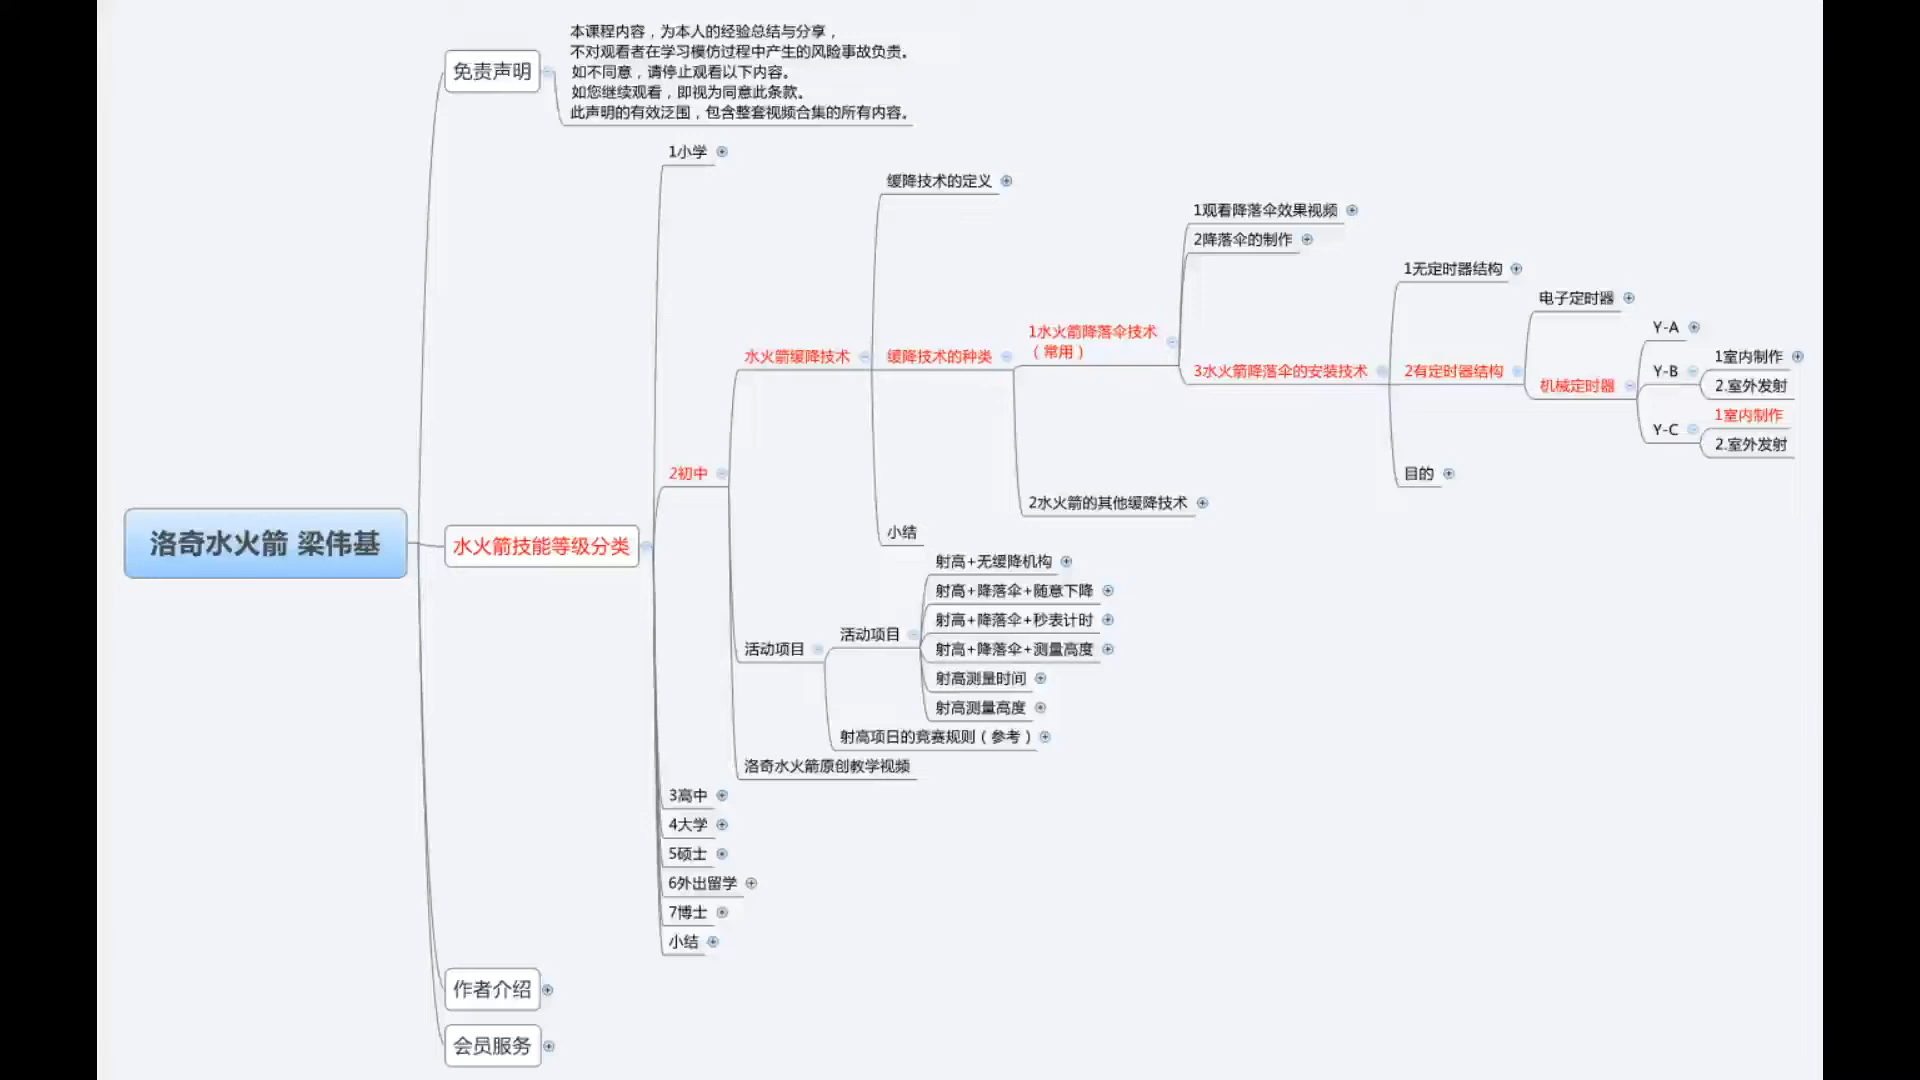 本课程内容，为本人的经验总结与分享，
不对观看者在学习模仿过程中产生的风险事故负责。
如不同意，请停止观看以下内容。
如您继续观看，即视为同意此条款。
此声明的有效泛围，包含整套视频合集的所有内容。
免责声明
1小学
缓降技术的定义
1观看降落伞效果视频
2降落伞的制作
1无定时器结构
电子定时器
Y-A
1水火箭降落伞技术
（常用）
水火箭缓降技术
缓降技术的种类
3水火箭降落伞的安装技术
2有定时器结构
机械定时器
Y-B
1室内制作
2.室外发射
Y-C
1室内制作
2.室外发射
2初中
目的
2水火箭的其他缓降技术
小结
洛奇水火箭 梁伟基
水火箭技能等级分类
射高+无缓降机构
射高+降落伞+随意下降
射高+降落伞+秒表计时
活动项目
活动项目
射高+降落伞+测量高度
射高测量时间
射高测量高度
射高项目的竞赛规则（参考）
洛奇水火箭原创教学视频
3高中
4大学
5硕士
6外出留学
7博士
小结
作者介绍
会员服务